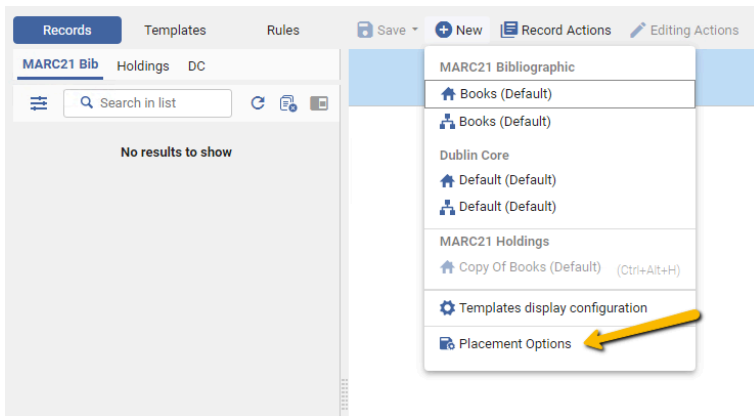 Records Templates Rules Save New Record Actions Editing Actions
MARC21 Bib Holdings DC
Search in list
No results to show
MARC21 Bibliographic
Books (Default)
Books (Default)
Dublin Core
Default (Default)
Default (Default)
MARC21 Holdings
Copy Of Books (Default) (Ctrl+Alt+H)
Templates display configuration
Placement Options